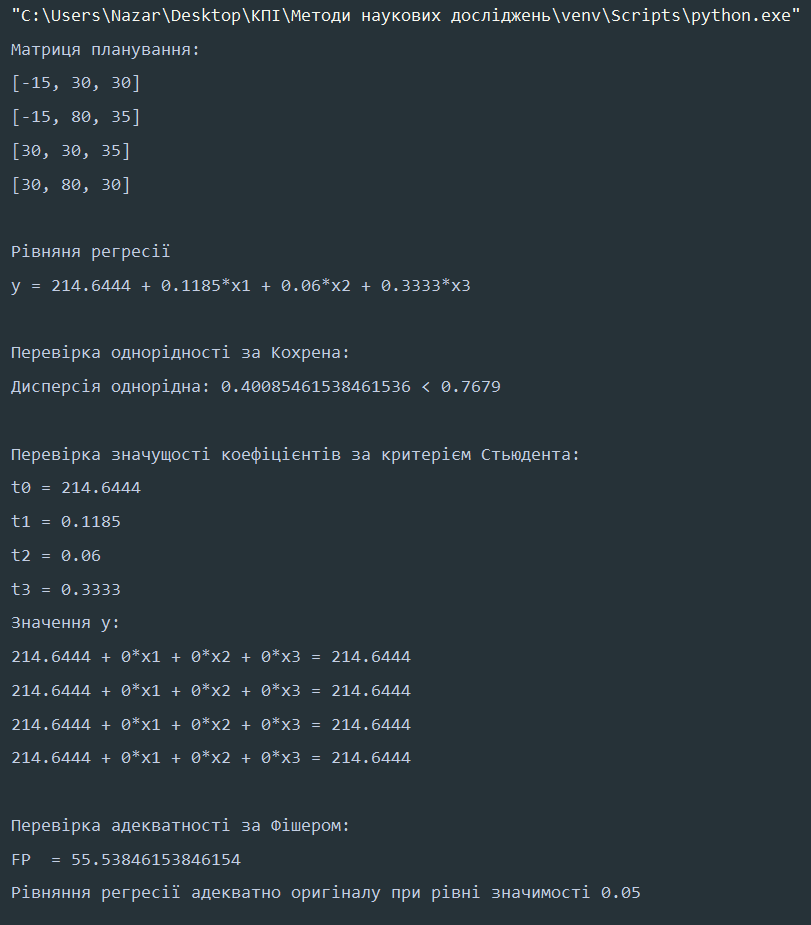 "C:\Users\Nazar\Desktop\КПІ\Методи наукових досліджень\venv\Scripts\python.exe"
Матриця планування:
[-15, 30, 30]
[-15, 80, 35]
[30, 30, 35]
[30, 80, 30]
Рівняня регресії
y = 214.6444 + 0.1185*x1 + 0.06*x2 + 0.3333*x3
Перевірка однорідності за Кохрена:
Дисперсія однорідна: 0.40085461538461536 < 0.7679
Перевірка значущості коефіцієнтів за критерієм Стьюдента:
t0 = 214.6444
t1 = 0.1185
t2 = 0.06
t3 = 0.3333
Значення y:
214.6444 + 0*x1 + 0*x2 + 0*x3 = 214.6444
214.6444 + 0*x1 + 0*x2 + 0*x3 = 214.6444
214.6444 + 0*x1 + 0*x2 + 0*x3 = 214.6444
214.6444 + 0*x1 + 0*x2 + 0*x3 = 214.6444
Перевірка адекватності за Фішером:
FP  = 55.53846153846154
Рівняння регресії адекватно оригіналу при рівні значимості 0.05